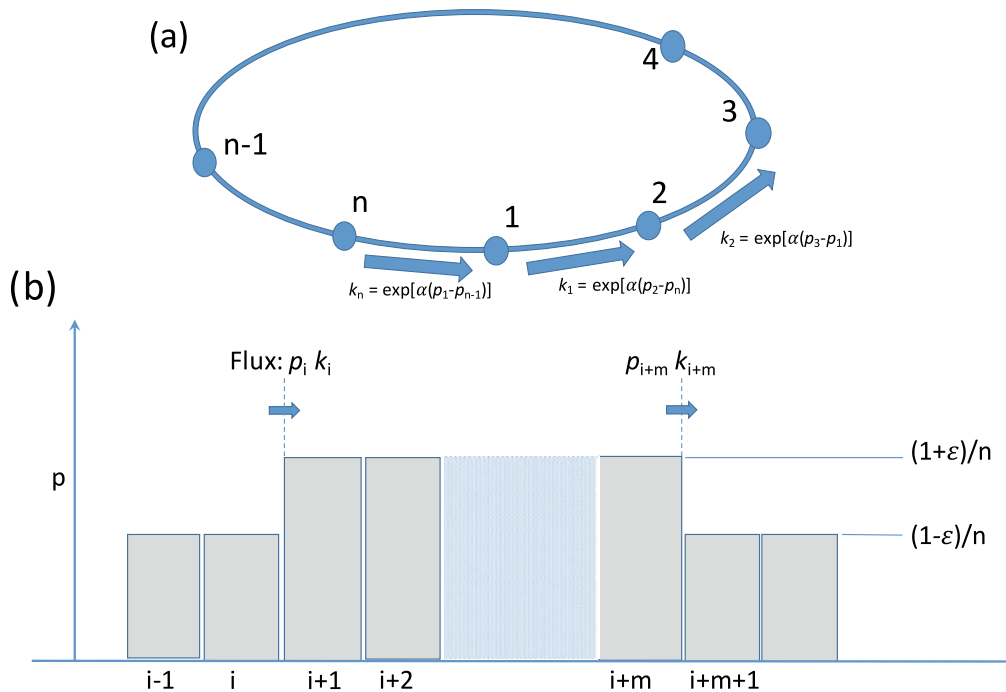 (a)
4
3
n-1
n
1
2
k₂ = exp[α(p₃-p₁)]
kₙ = exp[α(p₁-pₙ₋₁)]
k₁ = exp[α(p₂-pₙ)]
(b)
Flux: pᵢ kᵢ
pᵢ₊ₘ kᵢ₊ₘ
(1+ε)/n
p
(1-ε)/n
i-1
i
i+1
i+2
i+m
i+m+1